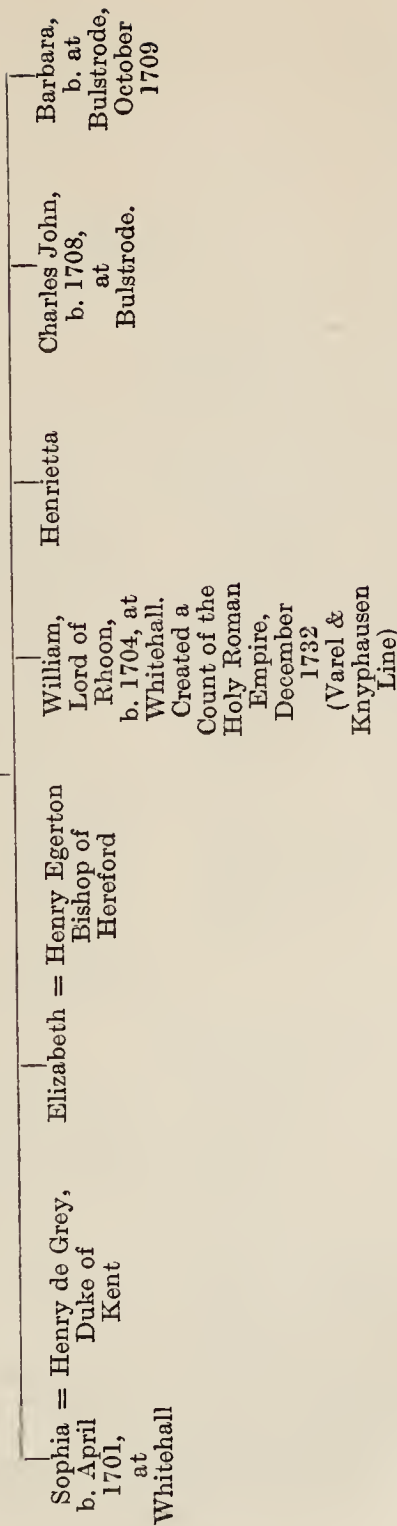 Sophia = Henry de Grey,
b. April Duke of
1701, Kent
at
Whitehall
Elizabeth = Henry Egerton
Bishop of
Hereford
William,
Lord of
Rhoon,
b. 1704, at
Whitehall.
Created a
Count of the
Holy Roman
Empire,
December
1732
(Varel &
Knyphausen
Line)
Henrietta
Charles John,
b. 1708,
at
Bulstrode.
Barbara,
b. at
Bulstrode,
October
1709